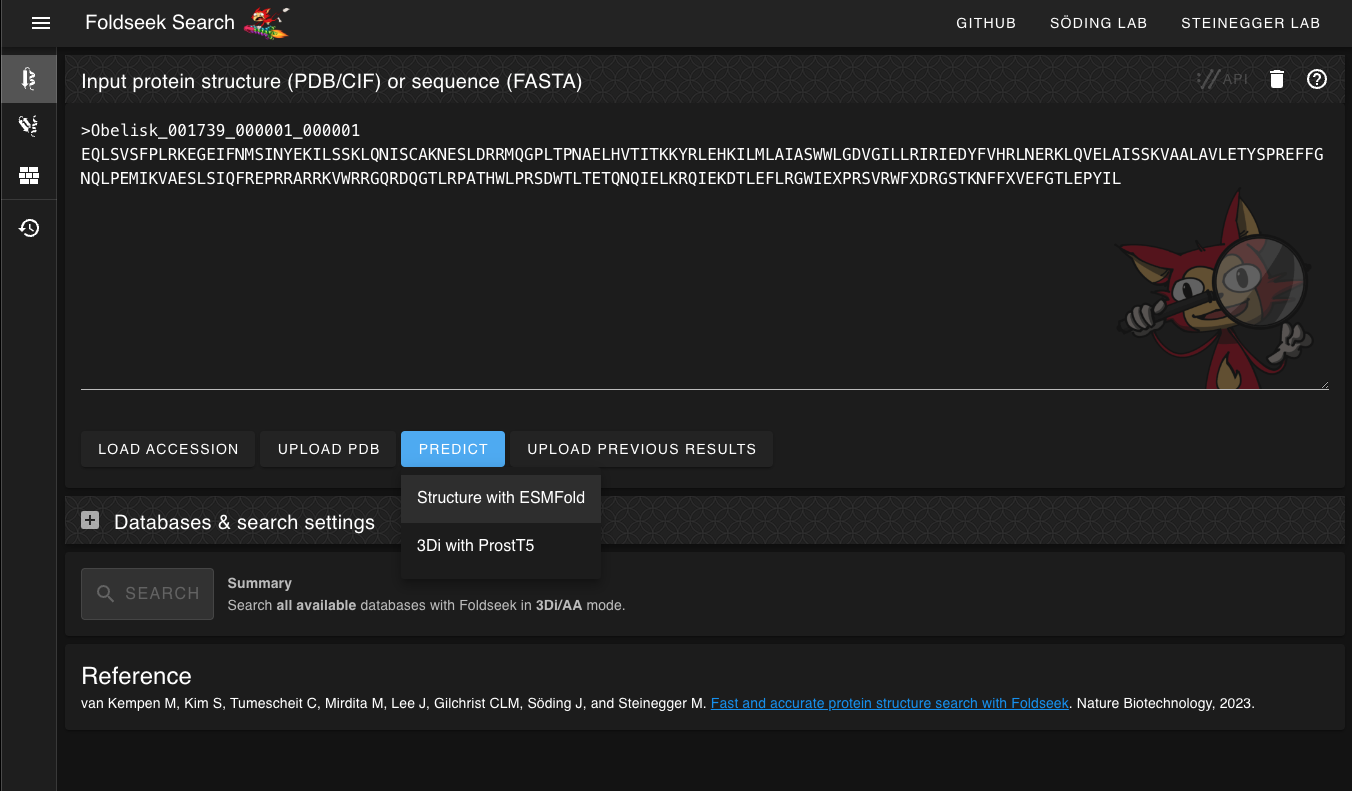 Foldseek Search
GITHUB SÖDING LAB STEINEGGER LAB
Input protein structure (PDB/CIF) or sequence (FASTA)
:// API
>Obelisk_001739_000001_000001
EQLSVSFPLRKEGEIFNMSINYEKILSSKLQNISCAKNESLDRRMQGPLTPNAELHVTITKKYRLEHKILMLAIASWWLGDVGILLRIRIEDYFVHRLNERKLQVELAISSKVAALAVLETYSPREFFG
NQLPEMIKVAESLSIQFREPRRARRKVWRRGQRDQGTLRPATHWLPRSDWTLTETQNQIELKRQIEKDTLEFLRGWIEXPRSVRWFXDRGSTKNFFXVEFGTLEPYIL
LOAD ACCESSION UPLOAD PDB PREDICT UPLOAD PREVIOUS RESULTS
Structure with ESMFold
3Di with ProstT5
Databases & search settings
SEARCH
Summary
Search all available databases with Foldseek in 3Di/AA mode.
Reference
van Kempen M, Kim S, Tumescheit C, Mirdita M, Lee J, Gilchrist CLM, Söding J, and Steinegger M. Fast and accurate protein structure search with Foldseek. Nature Biotechnology, 2023.